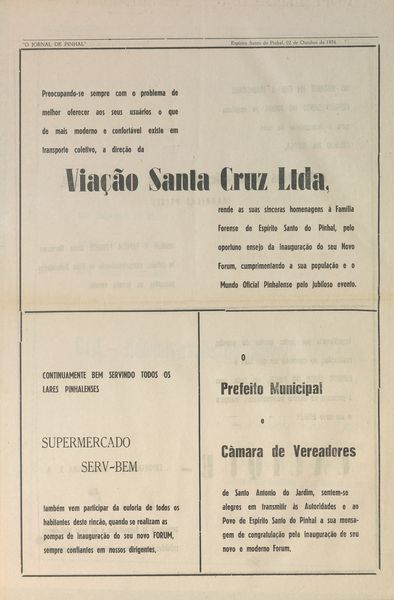 "O JORNAL DE PINHAL"
Espírito Santo do Pinhal, 02 de Outubro de 1976
Preocupando-se sempre com o problema de
melhor oferecer aos seus usuários o que
de mais moderno e confortável existe em
transporte coletivo, a direção da
Viação Santa Cruz Ltda,
rende as suas sinceras homenagens à Família
Forense de Espírito Santo do Pinhal, pelo
oportuno ensejo da inauguração do seu Novo
Forum, cumprimentando a sua população e o
Mundo Oficial Pinhalense pelo jubiloso evento.
CONTINUAMENTE BEM SERVINDO TODOS OS
LARES PINHALENSES
SUPERMERCADO
SERV-BEM
também vem participar da euforia de todos os
habitantes deste rincão, quando se realizam as
pompas de inauguração do seu novo FORUM,
sempre confiantes em nossos dirigentes.
O
Prefeito Municipal
e
Câmara de Vereadores
de Santo Antonio do Jardim, sentem-se
alegres em transmitir às Autoridades e ao
Povo de Espírito Santo do Pinhal a sua mensa-
gem de congratulação pela inauguração de seu
novo e moderno Forum.